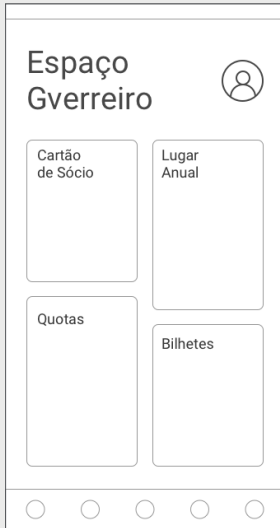 Espaço
Gverreiro
Cartão
de Sócio
Lugar
Anual
Quotas
Bilhetes